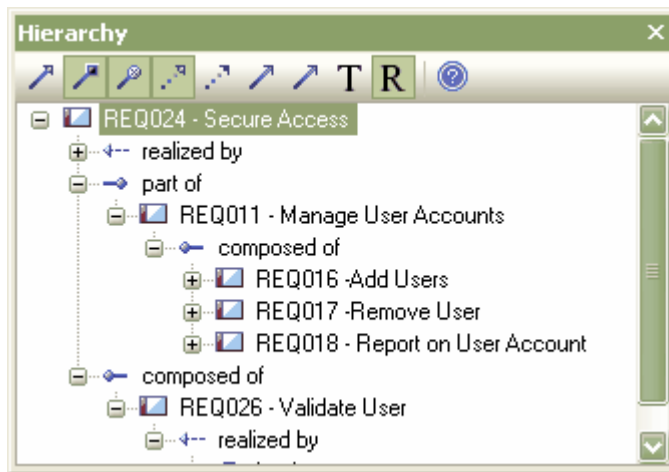 Hierarchy
T R
REQ024 - Secure Access
realized by
part of
REQ011 - Manage User Accounts
composed of
REQ016 -Add Users
REQ017 -Remove User
REQ018 - Report on User Account
composed of
REQ026 - Validate User
realized by